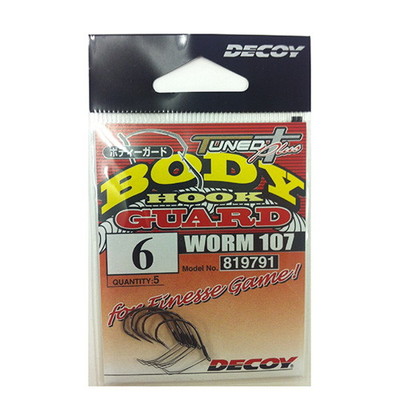 DECOY
TUNED Plus
ボディーガード
BODY
HOOK
GUARD
6
WORM 107
Model No. 819791
QUANTITY:5
for Finesse Game!
DECOY